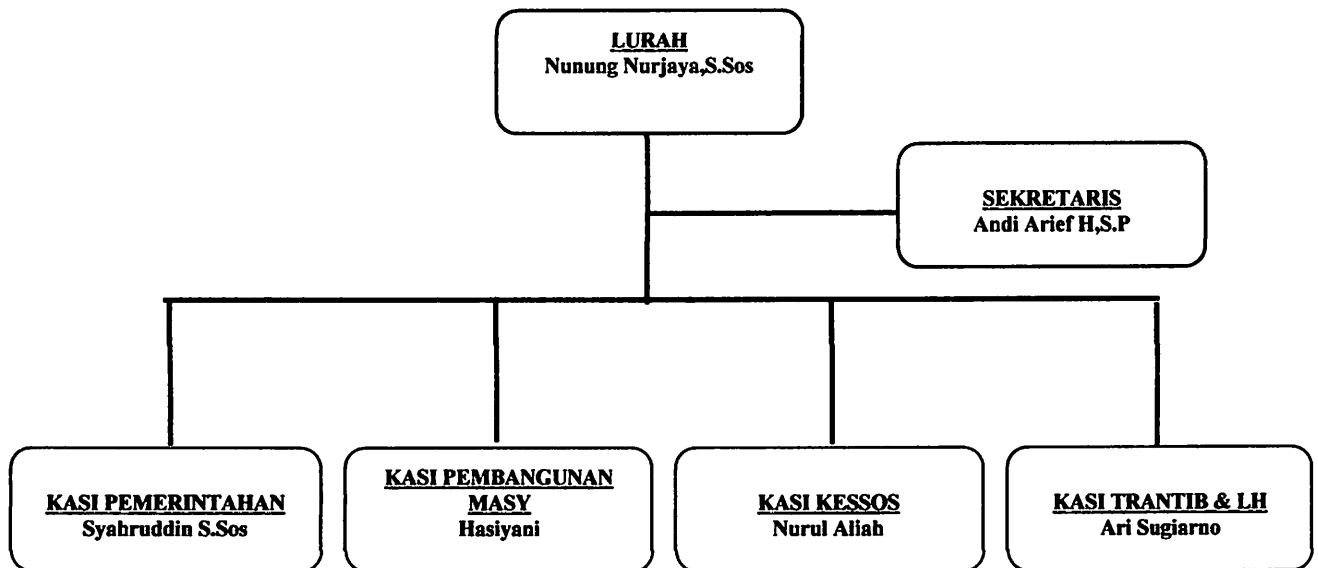 LURAH
Nunung Nurjaya,S.Sos
SEKRETARIS
Andi Arief H,S.P
KASI PEMERINTAHAN
Syahruddin S.Sos
KASI PEMBANGUNAN
MASY
Hasiyani
KASI KESSOS
Nurul Aliah
KASI TRANTIB & LH
Ari Sugiarno